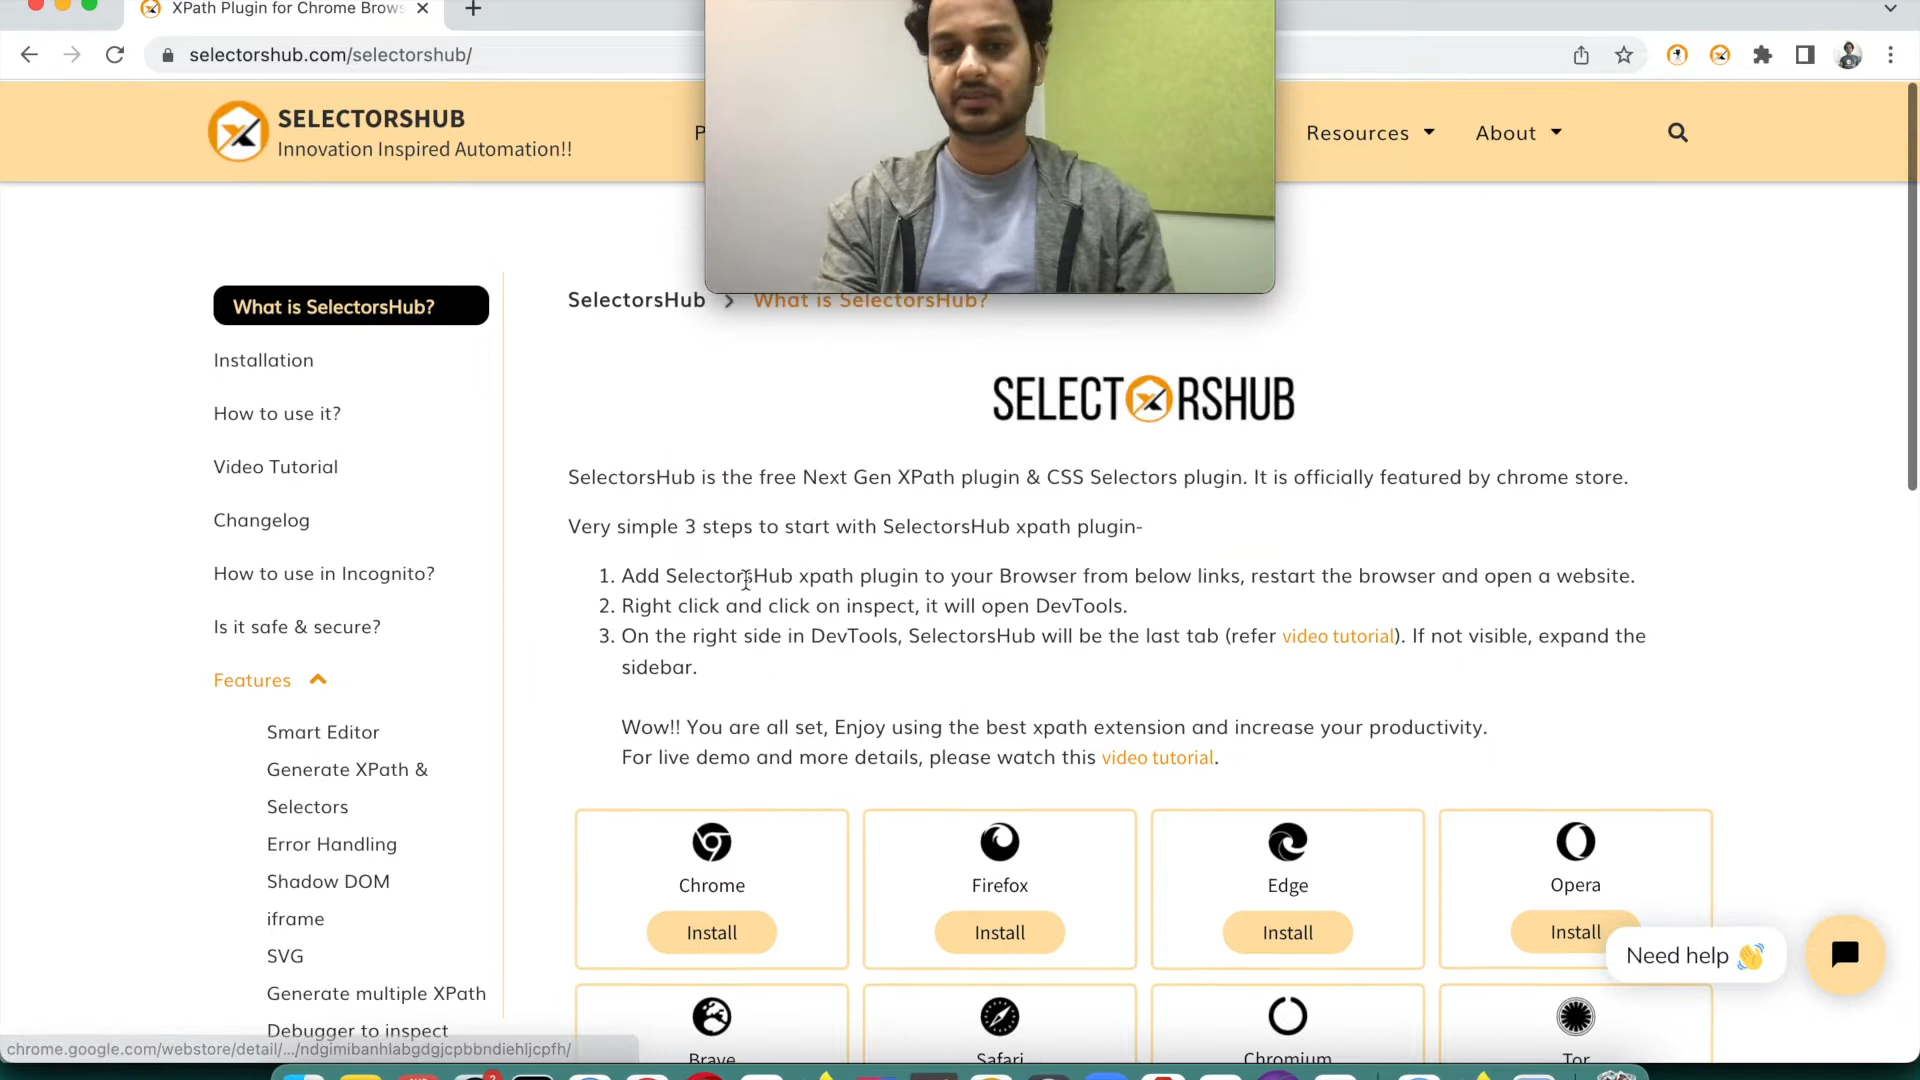 XPath Plugin for Chrome Brows
selectorshub.com/selectorshub/
SELECTORSHUB
Innovation Inspired Automation!!
P
Resources
About
What is SelectorsHub?
Installation
How to use it?
Video Tutorial
Changelog
How to use in Incognito?
Is it safe & secure?
Features
Smart Editor
Generate XPath &
Selectors
Error Handling
Shadow DOM
iframe
SVG
Generate multiple XPath
Debugger to inspect
SelectorsHub > What is SelectorsHub?
SELECTORSHUB
SelectorsHub is the free Next Gen XPath plugin & CSS Selectors plugin. It is officially featured by chrome store.
Very simple 3 steps to start with SelectorsHub xpath plugin-
1. Add SelectorsHub xpath plugin to your Browser from below links, restart the browser and open a website.
2. Right click and click on inspect, it will open DevTools.
3. On the right side in DevTools, SelectorsHub will be the last tab (refer video tutorial). If not visible, expand the
sidebar.
Wow!! You are all set, Enjoy using the best xpath extension and increase your productivity.
For live demo and more details, please watch this video tutorial.
Chrome
Install
Firefox
Install
Edge
Install
Opera
Install
Brave
Safari
Chromium
Tor
Need help 👋
chrome.google.com/webstore/detail/.../ndgimibanhlabgdgjcpbbndiehljcpfh/